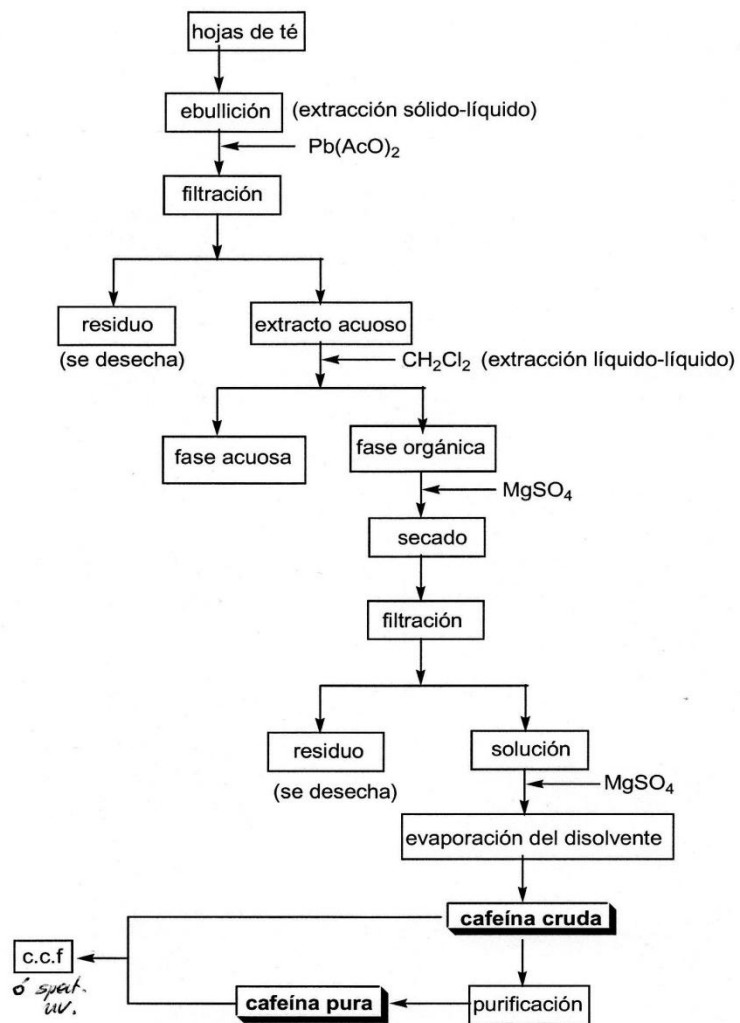 hojas de té
ebullición (extracción sólido-líquido)
Pb(AcO)2
filtración
residuo
(se desecha)
extracto acuoso
CH2Cl2 (extracción líquido-líquido)
fase acuosa
fase orgánica
MgSO4
secado
filtración
residuo
(se desecha)
solución
MgSO4
evaporación del disolvente
cafeína cruda
c.c.f
ó spect.
uv.
cafeína pura
purificación